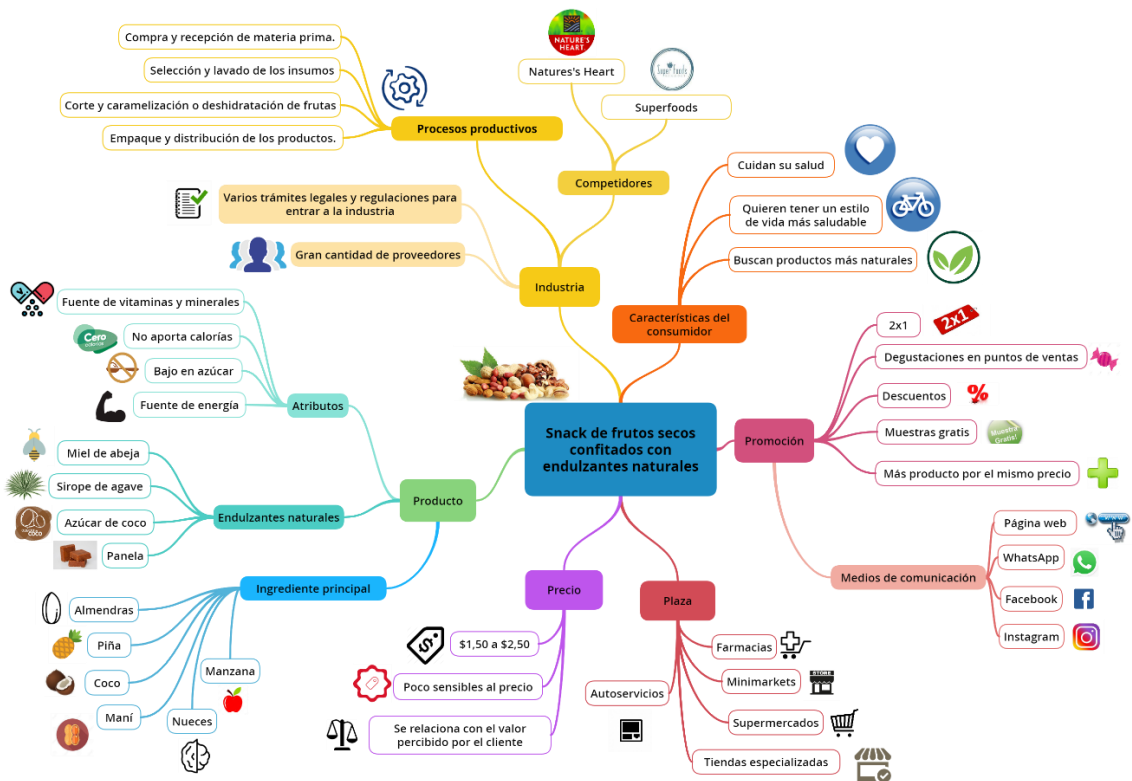 Compra y recepción de materia prima.
Selección y lavado de los insumos
Corte y caramelización o deshidratación de frutas
Empaque y distribución de los productos.
Procesos productivos
NATURE'S
HEART
Natures's Heart
Super Foods
Superfoods
Competidores
Varios trámites legales y regulaciones para
entrar a la industria
Gran cantidad de proveedores
Industria
Cuidan su salud
Quieren tener un estilo
de vida más saludable
Buscan productos más naturales
Características del
consumidor
Fuente de vitaminas y minerales
Cero
No aporta calorías
Bajo en azúcar
Fuente de energía
Atributos
Miel de abeja
Sirope de agave
coco
Azúcar de coco
Panela
Endulzantes naturales
Producto
Ingrediente principal
Almendras
Piña
Coco
Maní
Nueces
Manzana
Snack de frutos secos
confitados con
endulzantes naturales
Promoción
2x1
2x1
Degustaciones en puntos de ventas
Descuentos
%
Muestras gratis
Muestra
Gratis!
Más producto por el mismo precio
Medios de comunicación
Página web
WhatsApp
Facebook
Instagram
Precio
$1,50 a $2,50
Poco sensibles al precio
Se relaciona con el valor
percibido por el cliente
Plaza
Farmacias
Minimarkets
STORE
Autoservicios
Supermercados
Tiendas especializadas